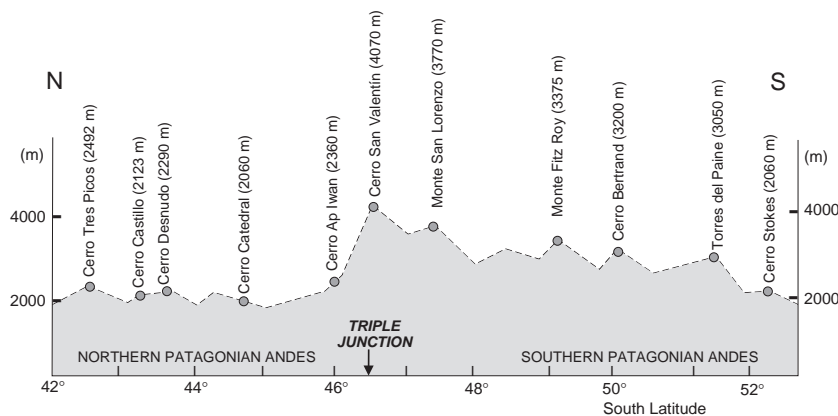 N
S
(m)
(m)
4000
4000
2000
2000
Cerro Tres Picos (2492 m)
Cerro Castillo (2123 m)
Cerro Desnudo (2290 m)
Cerro Catedral (2060 m)
Cerro Ap Iwan (2360 m)
Cerro San Valentín (4070 m)
Monte San Lorenzo (3770 m)
Monte Fitz Roy (3375 m)
Cerro Bertrand (3200 m)
Torres del Paine (3050 m)
Cerro Stokes (2060 m)
TRIPLE
JUNCTION
NORTHERN PATAGONIAN ANDES
SOUTHERN PATAGONIAN ANDES
42° 44° 46° 48° 50° 52°
South Latitude